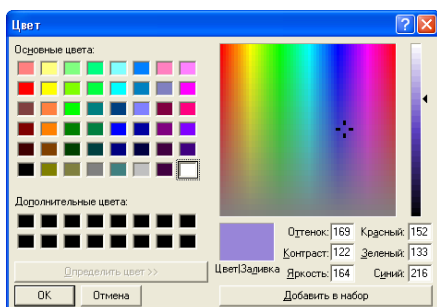 Цвет
Основные цвета:
Дополнительные цвета:
Определить цвет >>
ОК
Отмена
Цвет|Заливка
Оттенок: 169
Контраст: 122
Яркость: 164
Красный: 152
Зеленый: 133
Синий: 216
Добавить в набор